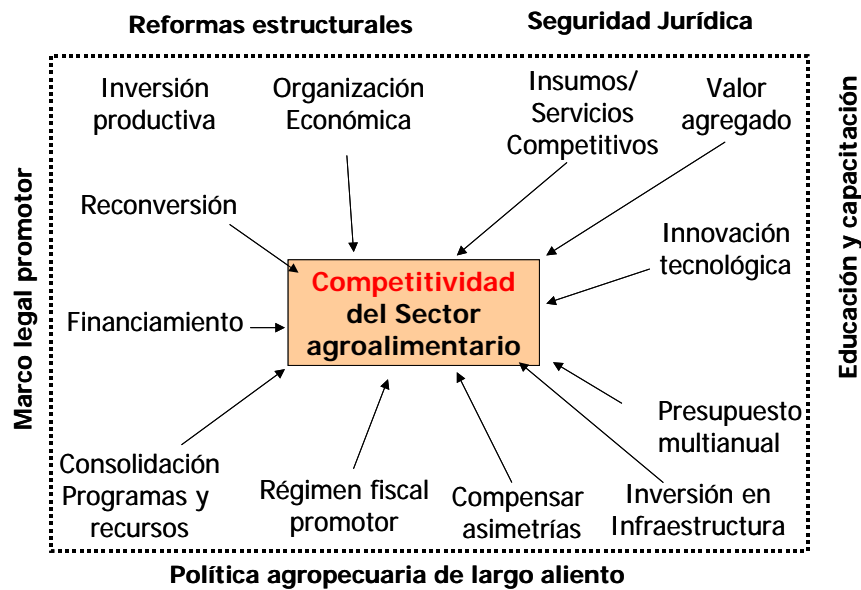 Reformas estructurales
Seguridad Jurídica
Marco legal promotor
Educación y capacitación
Inversión
productiva
Organización
Económica
Insumos/
Servicios
Competitivos
Valor
agregado
Reconversión
Innovación
tecnológica
Competitividad
del Sector
agroalimentario
Financiamiento
Presupuesto
multianual
Consolidación
Programas y
recursos
Régimen fiscal
promotor
Compensar
asimetrías
Inversión en
Infraestructura
Política agropecuaria de largo aliento